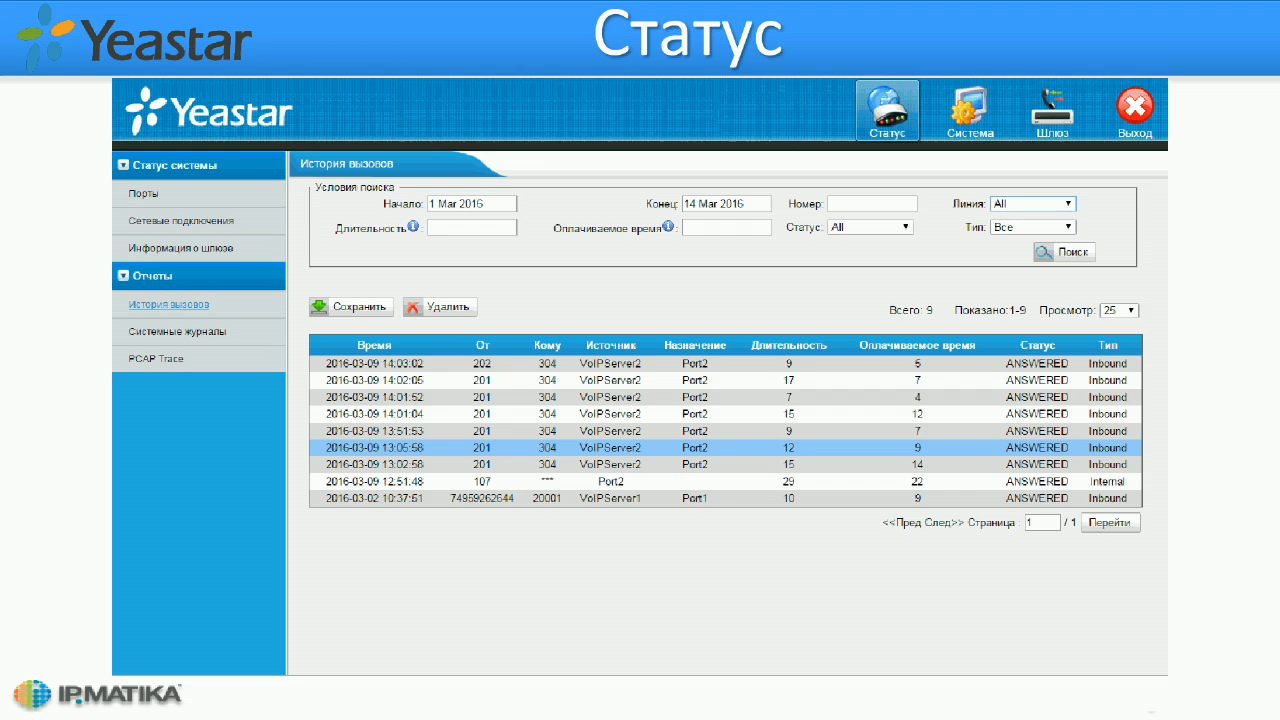 Yeastar
Статус
Yeastar
Статус Система Шлюз Выход
Статус системы
Порты
Сетевые подключения
Информация о шлюзе
Отчеты
История вызовов
Системные журналы
PCAP Trace
История вызовов
Условия поиска
Начало: 1 Mar 2016 Конец: 14 Mar 2016 Номер: Линия: All
Длительность : Оплачиваемое время : Статус: All Тип: Все
Поиск
Сохранить Удалить Всего: 9 Показано:1-9 Просмотр: 25
Время От Кому Источник Назначение Длительность Оплачиваемое время Статус Тип
2016-03-09 14:03:02 202 304 VoIPServer2 Port2 9 5 ANSWERED Inbound
2016-03-09 14:02:05 201 304 VoIPServer2 Port2 17 7 ANSWERED Inbound
2016-03-09 14:01:52 201 304 VoIPServer2 Port2 7 4 ANSWERED Inbound
2016-03-09 14:01:04 201 304 VoIPServer2 Port2 15 12 ANSWERED Inbound
2016-03-09 13:51:53 201 304 VoIPServer2 Port2 9 7 ANSWERED Inbound
2016-03-09 13:05:58 201 304 VoIPServer2 Port2 12 9 ANSWERED Inbound
2016-03-09 13:02:58 201 304 VoIPServer2 Port2 15 14 ANSWERED Inbound
2016-03-09 12:51:48 107 *** Port2 29 22 ANSWERED Internal
2016-03-02 10:37:51 74959262644 20001 VoIPServer1 Port1 10 9 ANSWERED Inbound
<<Пред След>> Страница : 1 / 1 Перейти
IPMATIKA